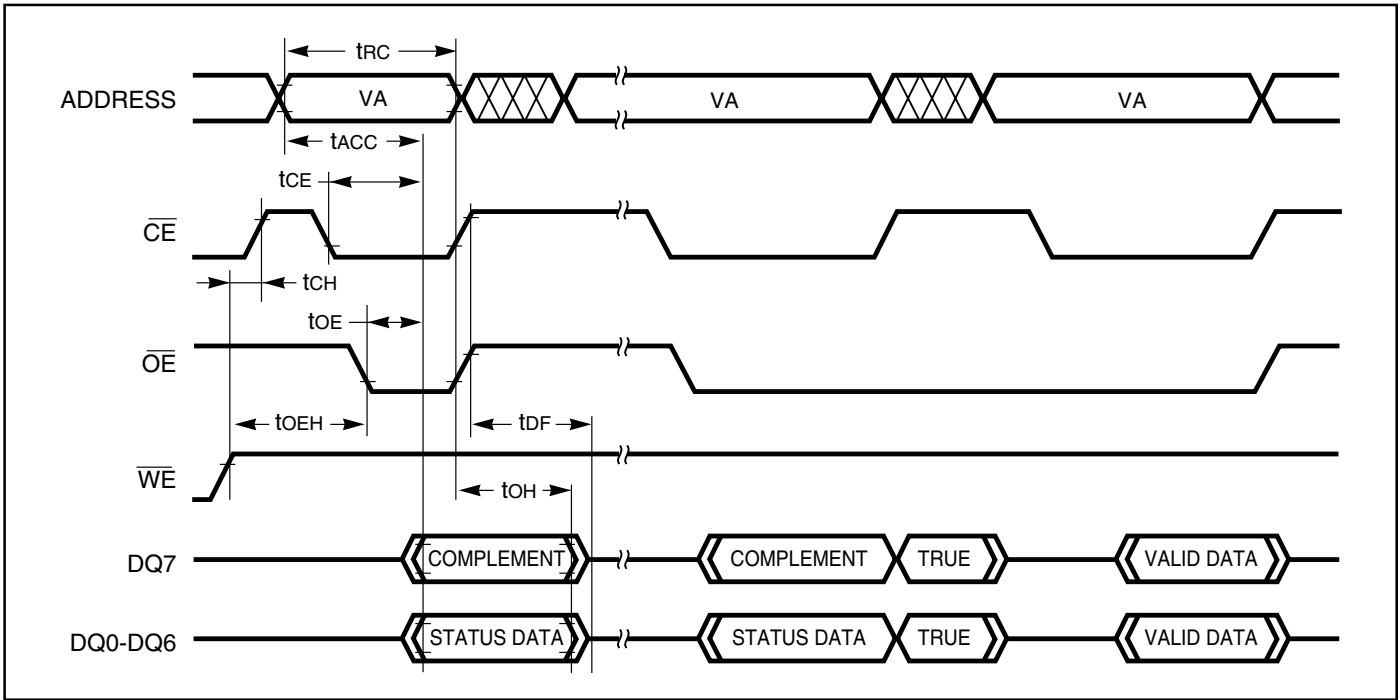 tRC
ADDRESS VA VA VA
tACC
tCE
CE
tCH
tOE
OE
tOEH tDF
WE
tOH
DQ7 COMPLEMENT COMPLEMENT TRUE VALID DATA
DQ0-DQ6 STATUS DATA STATUS DATA TRUE VALID DATA